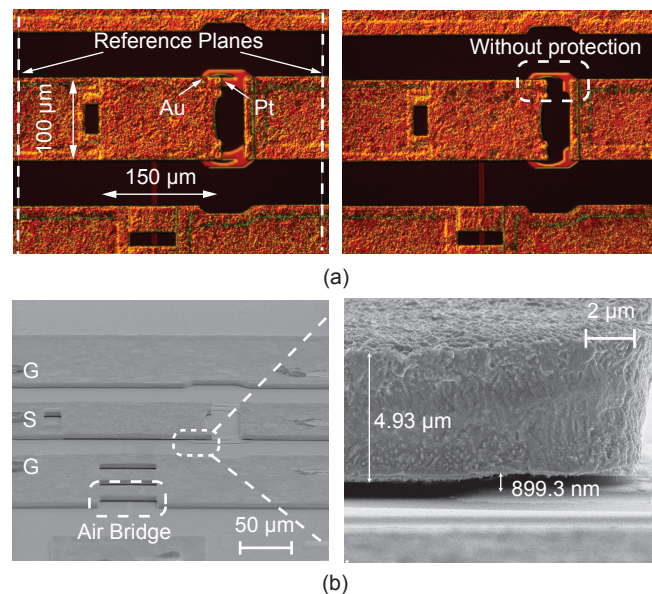 Reference Planes
Without protection
Au
Pt
100 μm
150 μm
(a)
G
S
G
Air Bridge
50 μm
2 μm
4.93 μm
899.3 nm
(b)